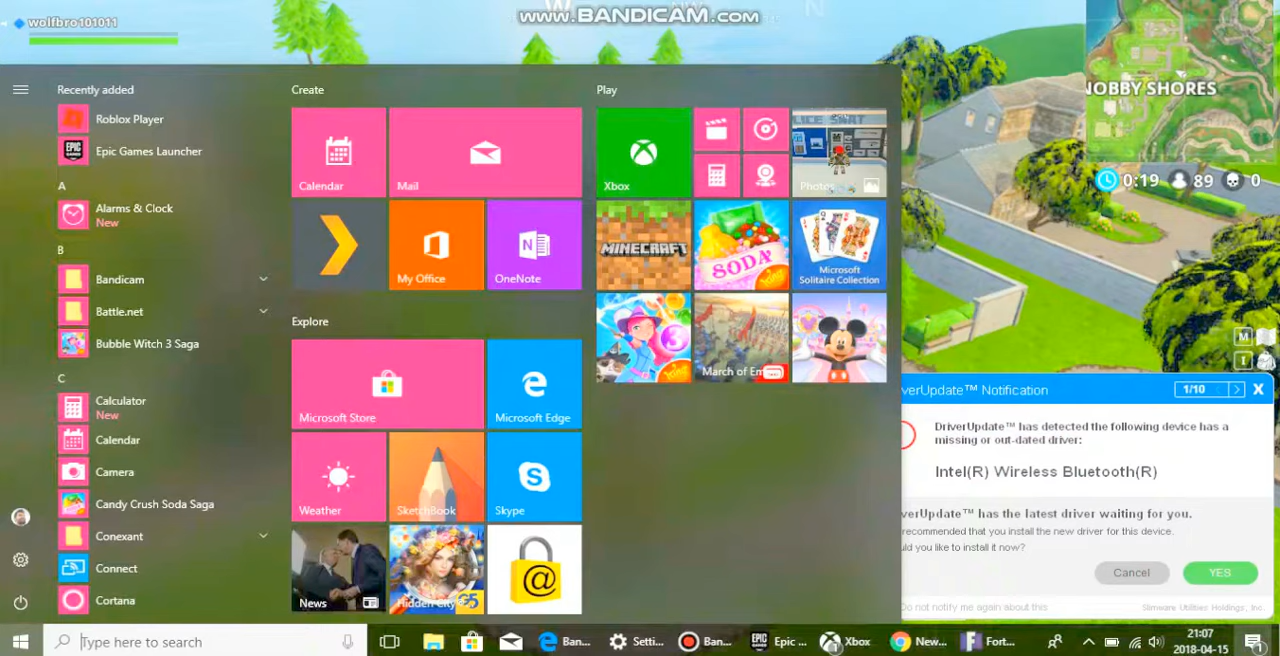 wolfbro101011
www.BANDICAM.com
NOBBY SHORES
0:19 89 0
Recently added
Roblox Player
Epic Games Launcher
A
Alarms & Clock
New
B
Bandicam
Battle.net
Bubble Witch 3 Saga
C
Calculator
New
Calendar
Camera
Candy Crush Soda Saga
Conexant
Connect
Cortana
Create
Calendar
Mail
My Office
OneNote
Explore
Microsoft Store
Microsoft Edge
Weather
SketchBook
Skype
News
Hidden City
Play
Xbox
POLICE SWAT
Photos
MINECRAFT
SODA
Microsoft
Solitaire Collection
March of Em
M
I
verUpdate™ Notification
1/10
X
DriverUpdate™ has detected the following device has a
missing or out-dated driver:
Intel(R) Wireless Bluetooth(R)
verUpdate™ has the latest driver waiting for you.
recommended that you install the new driver for this device.
uld you like to install it now?
Cancel
YES
Do not notify me again about this
Slimware Utilities Holdings, Inc.
Type here to search
Ban...
Setti...
Ban...
Epic ...
Xbox
New...
Fort...
21:07
2018-04-15